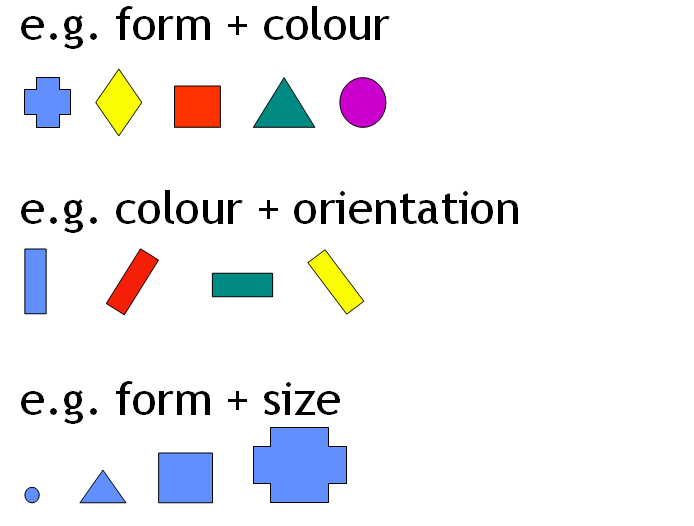 e.g. form + colour
e.g. colour + orientation
e.g. form + size